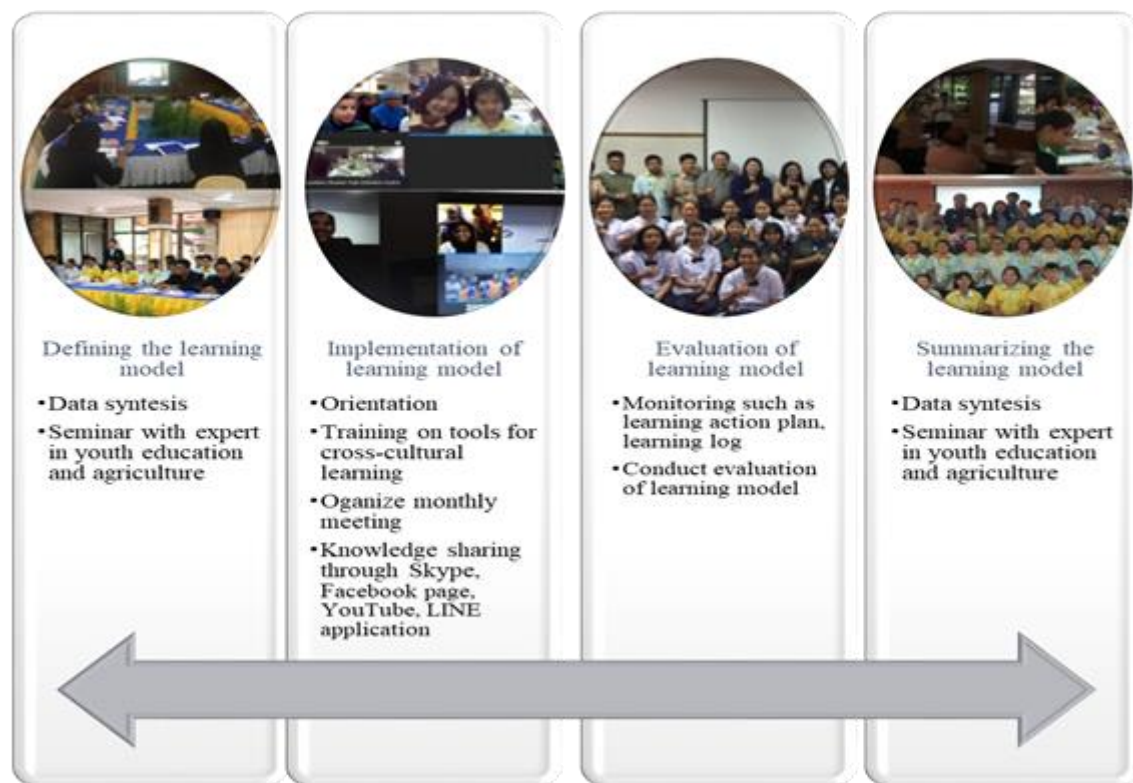 Defining the learning
model
•Data syntesis
•Seminar with expert
in youth education
and agriculture
Implementation of
learning model
•Orientation
•Training on tools for
cross-cultural
learning
•Oganize monthly
meeting
•Knowledge sharing
through Skype,
Facebook page,
YouTube, LINE
application
Evaluation of
learning model
•Monitoring such as
learning action plan,
learning log
•Conduct evaluation
of learning model
Summarizing the
learning model
•Data syntesis
•Seminar with expert
in youth education
and agriculture